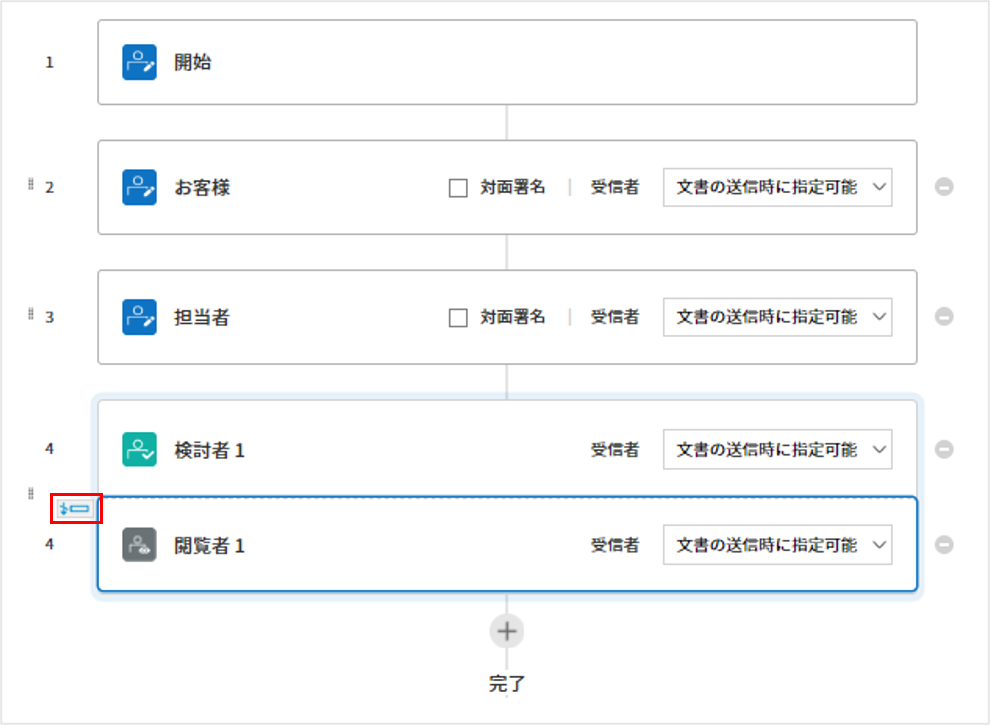 1 開始
2 お客様 対面署名 | 受信者 文書の送信時に指定可能
3 担当者 対面署名 | 受信者 文書の送信時に指定可能
4 検討者 1 受信者 文書の送信時に指定可能
4 閲覧者 1 受信者 文書の送信時に指定可能
完了